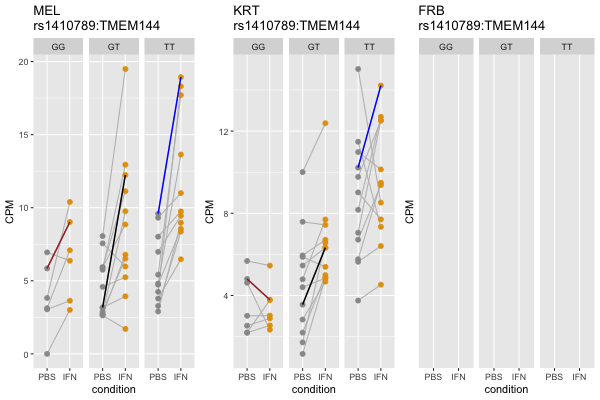 MEL
rs1410789:TMEM144
GG GT TT
CPM
20
15
10
5
0
PBS IFN PBS IFN PBS IFN
condition
KRT
rs1410789:TMEM144
GG GT TT
CPM
12
8
4
PBS IFN PBS IFN PBS IFN
condition
FRB
rs1410789:TMEM144
GG GT TT
CPM
PBS IFN PBS IFN PBS IFN
condition